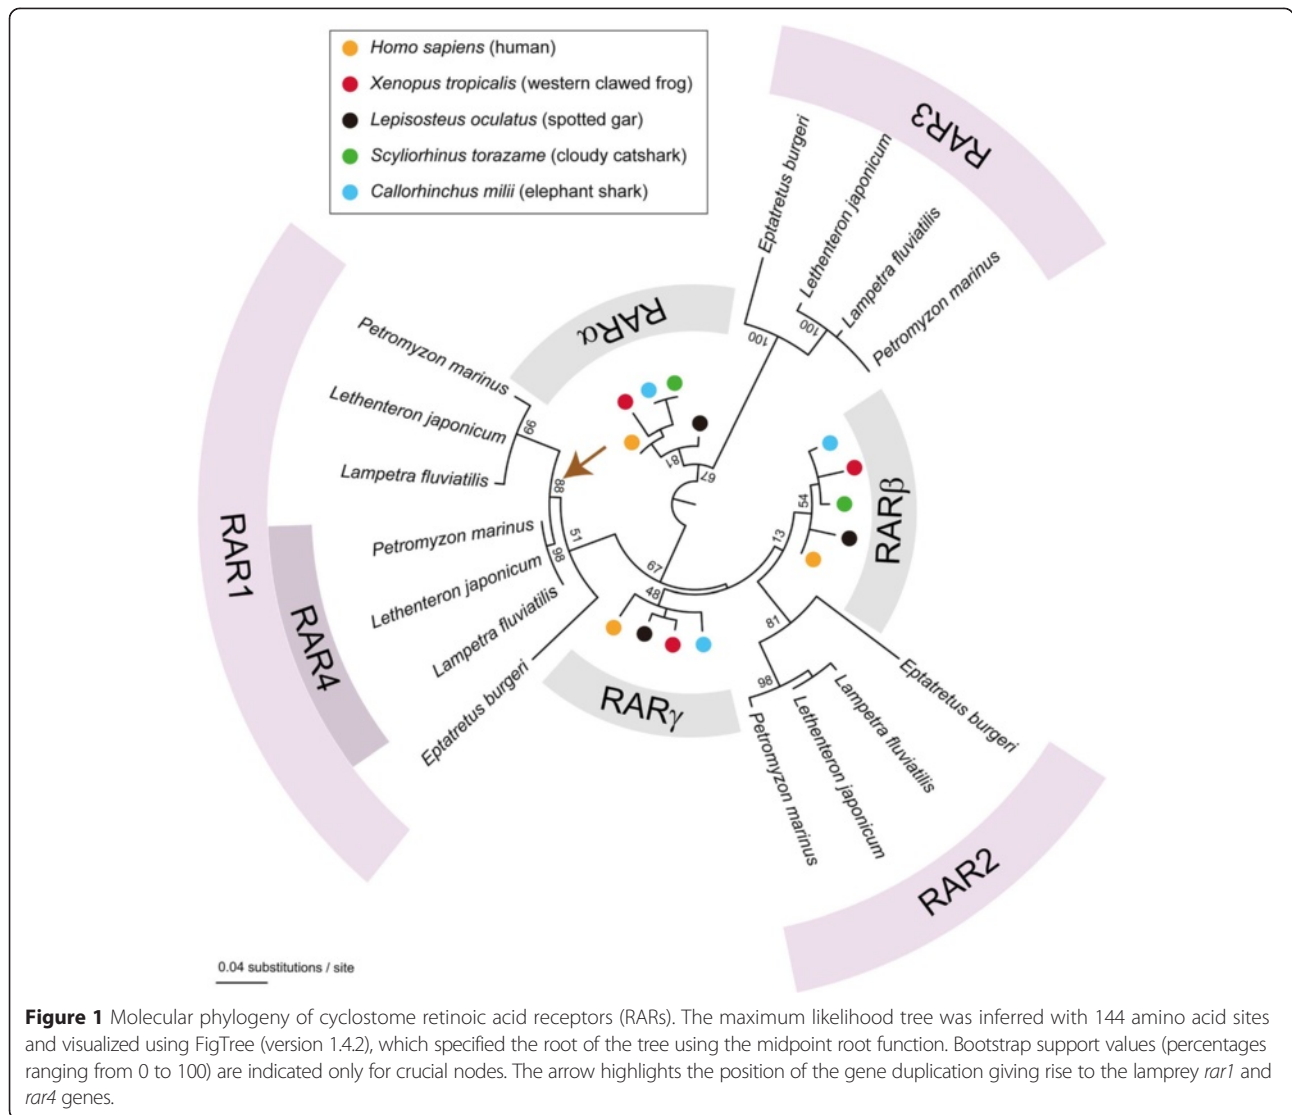 Homo sapiens (human)
Xenopus tropicalis (western clawed frog)
Lepisosteus oculatus (spotted gar)
Scyliorhinus torazame (cloudy catshark)
Callorhinchus milii (elephant shark)
RAR3
Eptatretus burgeri
Lethenteron japonicum
Lampetra fluviatilis
Petromyzon marinus
100
100
RARα
81
67
RAR1
Petromyzon marinus
Lethenteron japonicum
Lampetra fluviatilis
99
88
RAR4
Petromyzon marinus
Lethenteron japonicum
Lampetra fluviatilis
98
51
Eptatretus burgeri
67
48
RARγ
13
54
RARβ
81
98
Eptatretus burgeri
Lampetra fluviatilis
Lethenteron japonicum
Petromyzon marinus
RAR2
0.04 substitutions / site
Figure 1 Molecular phylogeny of cyclostome retinoic acid receptors (RARs). The maximum likelihood tree was inferred with 144 amino acid sites
and visualized using FigTree (version 1.4.2), which specified the root of the tree using the midpoint root function. Bootstrap support values (percentages
ranging from 0 to 100) are indicated only for crucial nodes. The arrow highlights the position of the gene duplication giving rise to the lamprey rar1 and
rar4 genes.